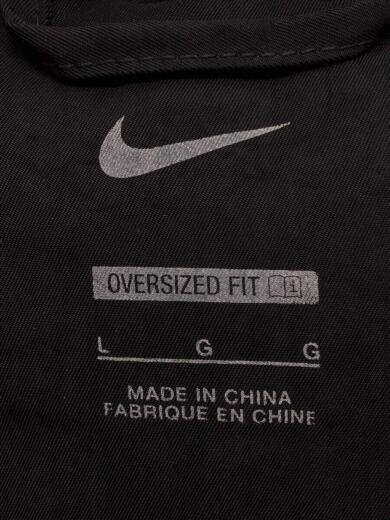 OVERSIZED FIT
L G G
MADE IN CHINA
FABRIQUE EN CHINE